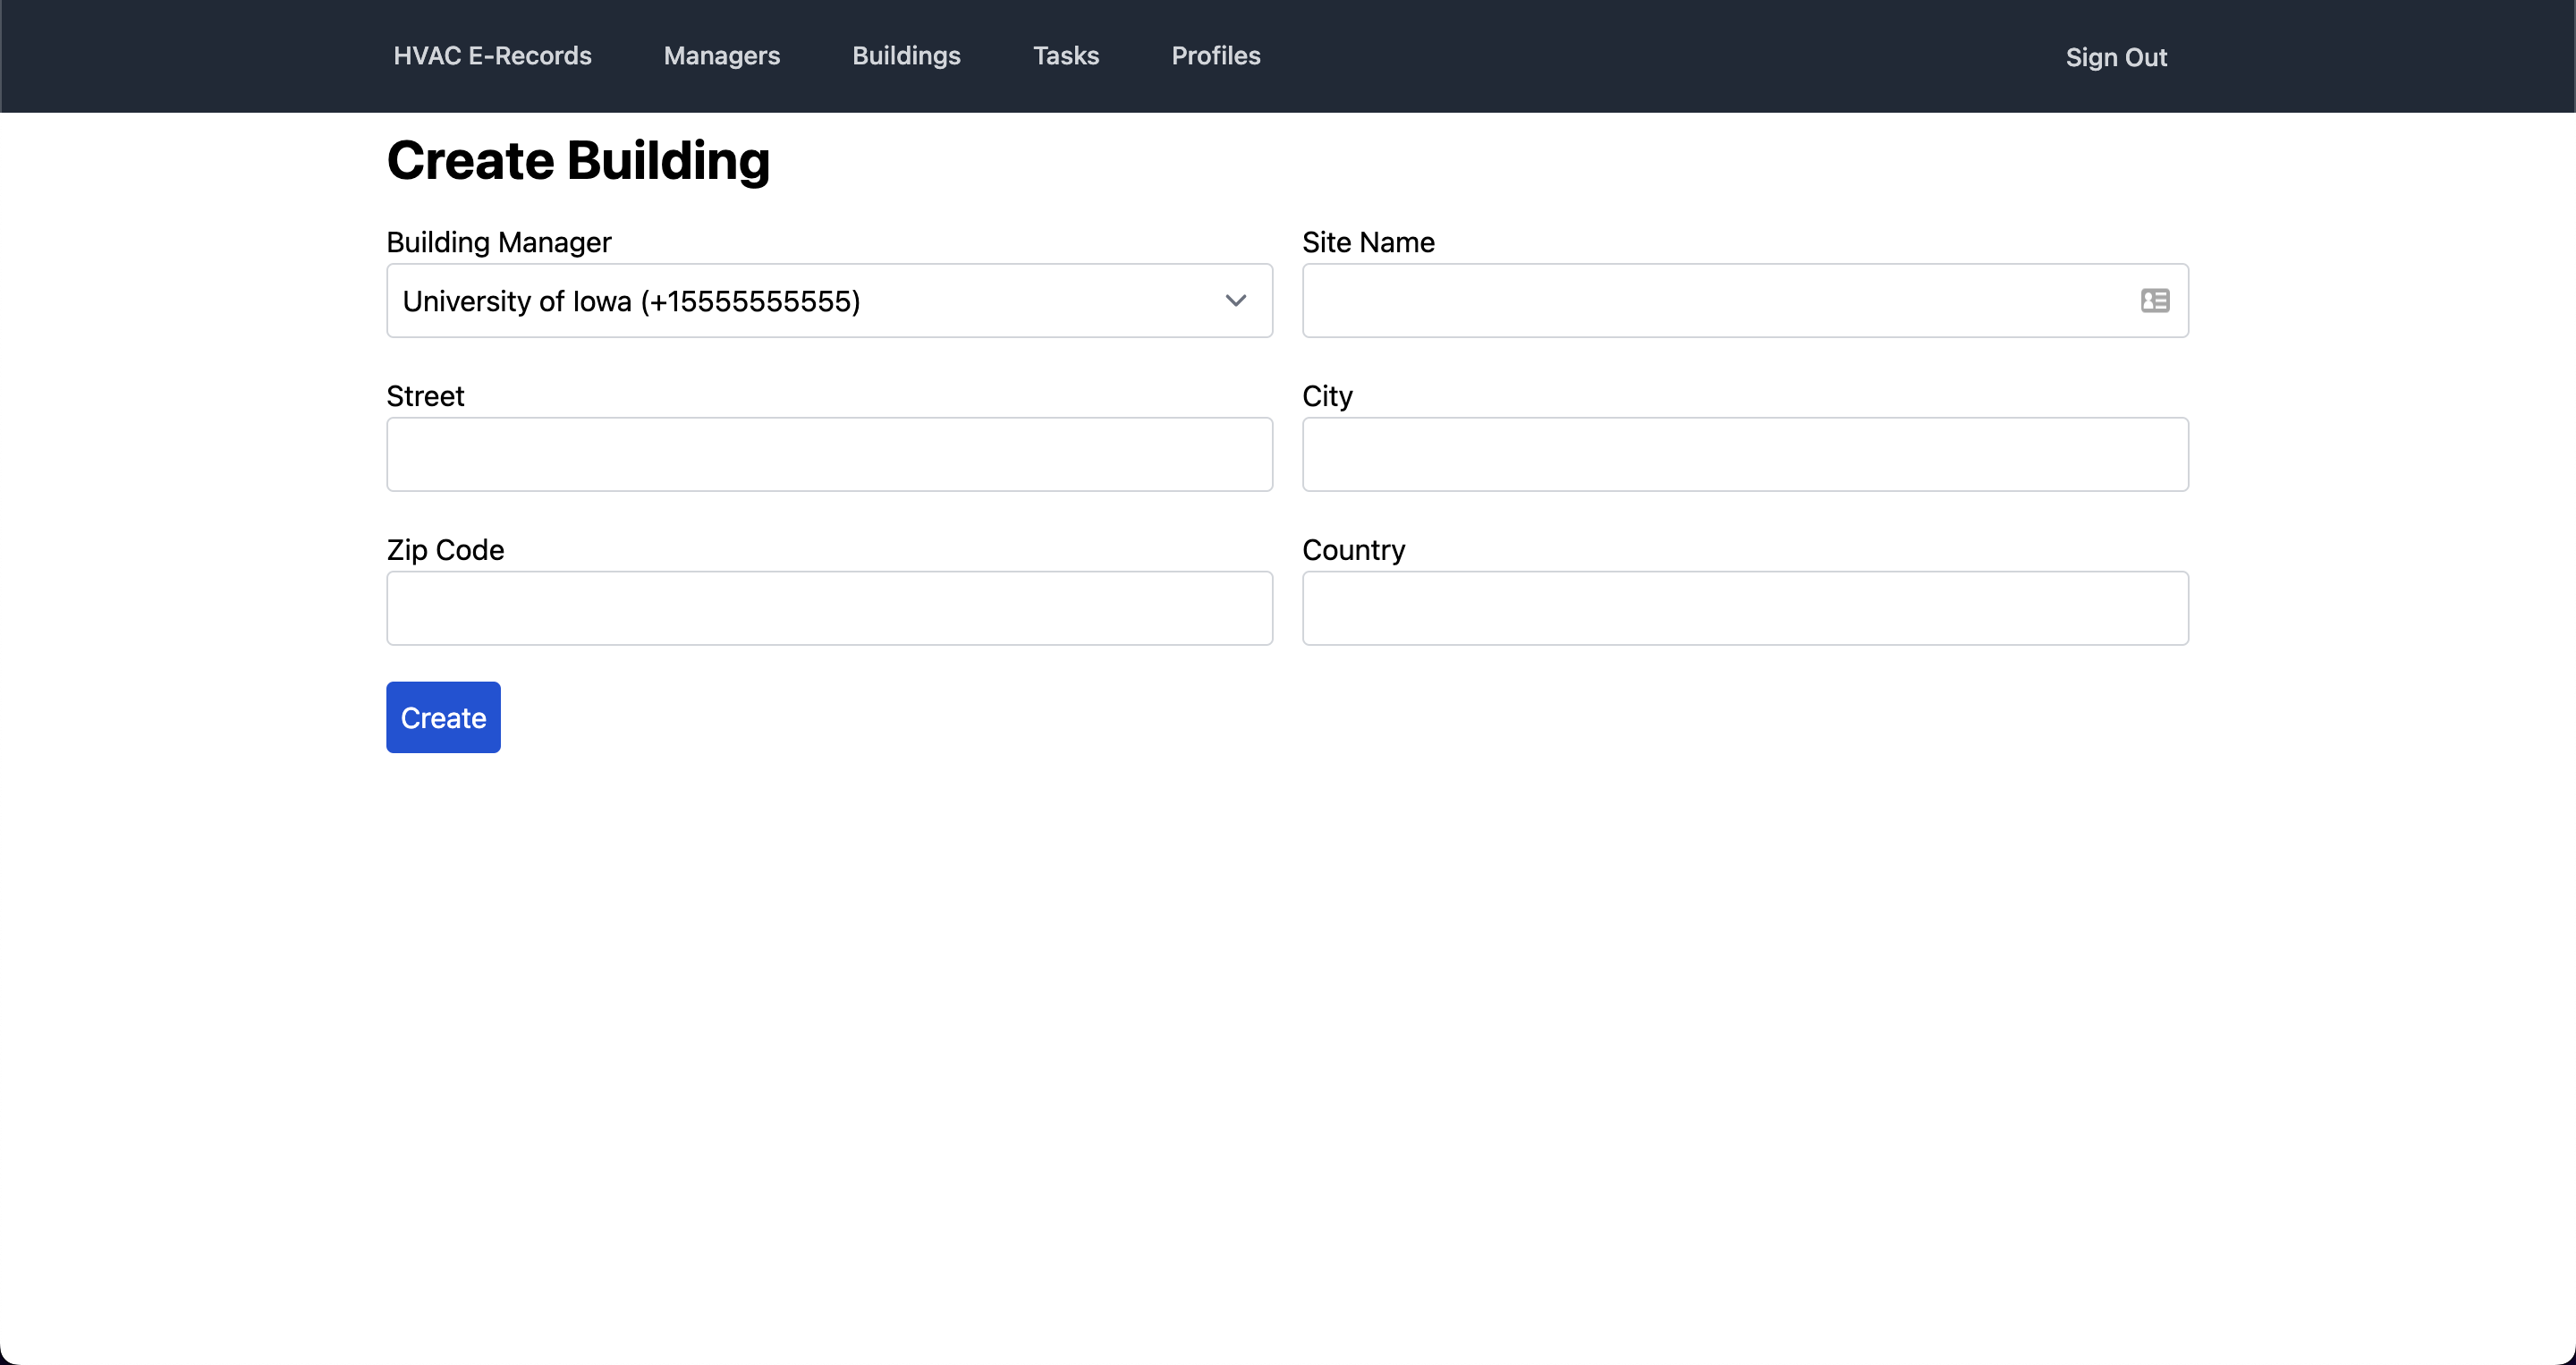 HVAC E-Records Managers Buildings Tasks Profiles Sign Out
Create Building
Building Manager Site Name
University of Iowa (+15555555555)
Street City
Zip Code Country
Create